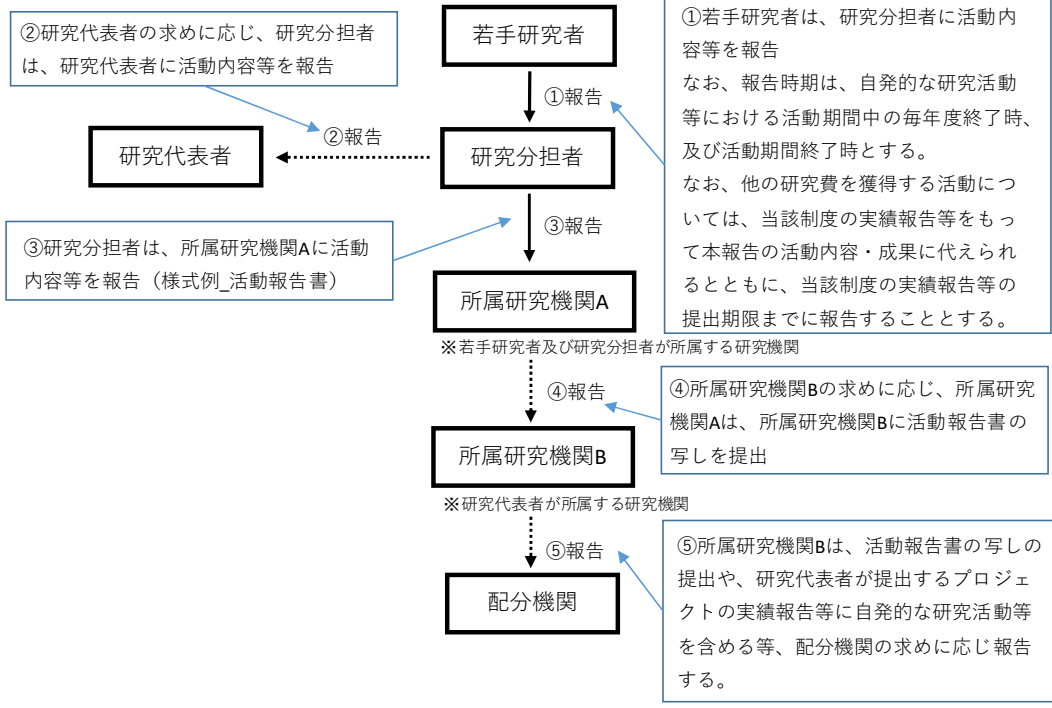 ②研究代表者の求めに応じ、研究分担者
は、研究代表者に活動内容等を報告
若手研究者
①若手研究者は、研究分担者に活動内
容等を報告
なお、報告時期は、自発的な研究活動
等における活動期間中の毎年度終了時、
及び活動期間終了時とする。
なお、他の研究費を獲得する活動につ
いては、当該制度の実績報告等をもっ
て本報告の活動内容・成果に代えられ
るとともに、当該制度の実績報告等の
提出期限までに報告することとする。
①報告
②報告
研究代表者
研究分担者
③報告
③研究分担者は、所属研究機関Aに活動
内容等を報告（様式例_活動報告書）
所属研究機関A
※若手研究者及び研究分担者が所属する研究機関
④報告
④所属研究機関Bの求めに応じ、所属研究
機関Aは、所属研究機関Bに活動報告書の
写しを提出
所属研究機関B
※研究代表者が所属する研究機関
⑤報告
⑤所属研究機関Bは、活動報告書の写しの
提出や、研究代表者が提出するプロジェ
クトの実績報告等に自発的な研究活動等
を含める等、配分機関の求めに応じ報告
する。
配分機関